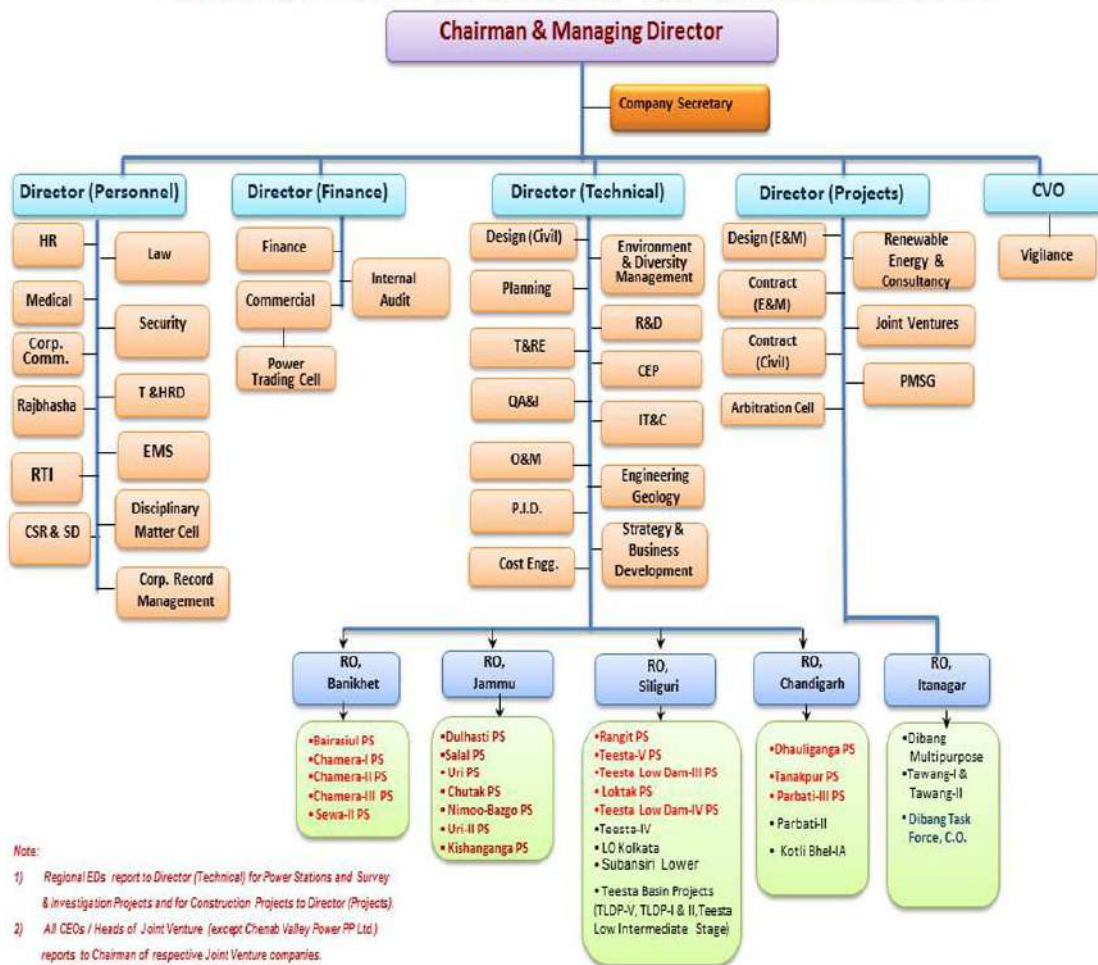 Chairman & Managing Director
Company Secretary
Director (Personnel)
Director (Finance)
Director (Technical)
Director (Projects)
CVO
HR
Law
Medical
Security
Corp.
Comm.
T &HRD
Rajbhasha
EMS
RTI
Disciplinary
Matter Cell
CSR & SD
Corp. Record
Management
Finance
Internal
Audit
Commercial
Power
Trading Cell
Design (Civil)
Environment
& Diversity
Management
Planning
R&D
T&RE
CEP
QA&I
IT&C
O&M
Engineering
Geology
P.I.D.
Strategy &
Business
Development
Cost Engg.
Design (E&M)
Renewable
Energy &
Consultancy
Contract
(E&M)
Joint Ventures
Contract
(Civil)
PMSG
Arbitration Cell
Vigilance
RO,
Banikhet
•Bairasiul PS
•Chamera-I PS
•Chamera-II PS
•Chamera-III PS
•Sewa-II PS
RO,
Jammu
•Dulhasti PS
•Salal PS
•Uri PS
•Chutak PS
•Nimoo-Bazgo PS
•Uri-II PS
•Kishanganga PS
RO,
Siliguri
•Rangit PS
•Teesta-V PS
•Teesta Low Dam-III PS
•Loktak PS
•Teesta Low Dam-IV PS
•Teesta-IV
•LO Kolkata
•Subansiri Lower
•Teesta Basin Projects
(TLDP-V, TLDP-I & II,Teesta
Low Intermediate Stage)
RO,
Chandigarh
•Dhauliganga PS
•Tanakpur PS
•Parbati-III PS
•Parbati-II
•Kotli Bhel-IA
RO,
Itanagar
•Dibang
Multipurpose
•Tawang-I &
Tawang-II
•Dibang Task
Force, C.O.
Note:
1) Regional EDs report to Director (Technical) for Power Stations and Survey
& Investigation Projects and for Construction Projects to Director (Projects).
2) All CEOs / Heads of Joint Venture (except Chenab Valley Power PP Ltd.)
reports to Chairman of respective Joint Venture companies.